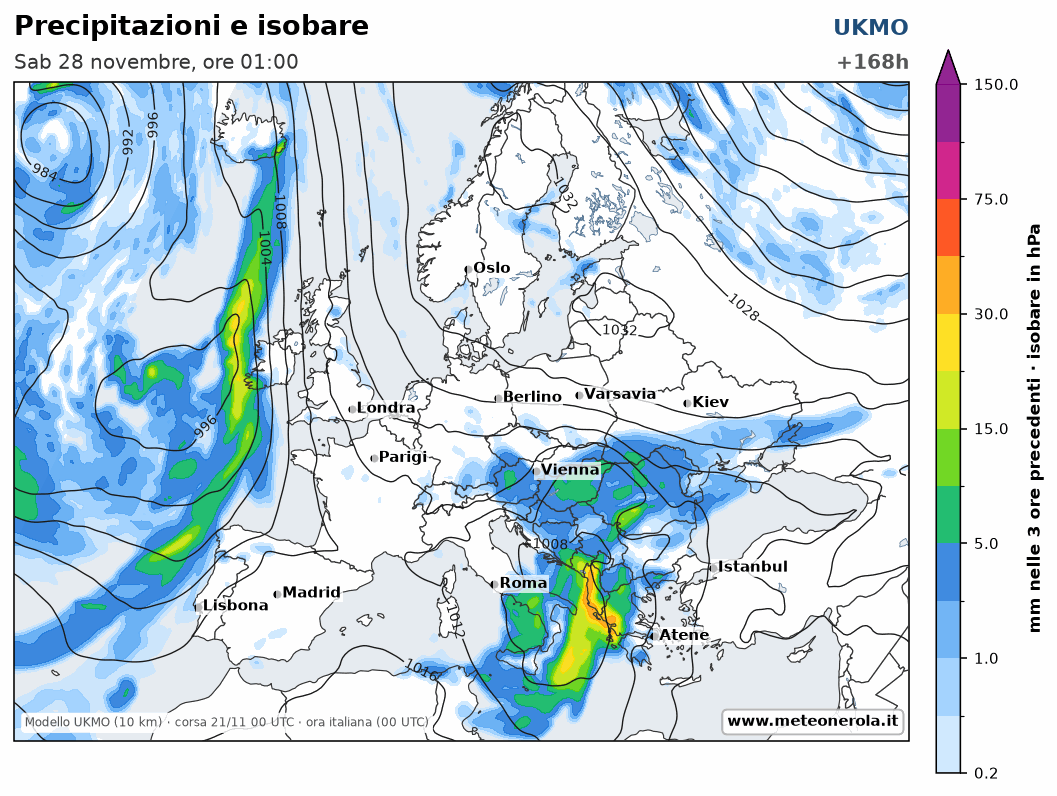 Precipitazioni e isobare
UKMO
Sab 28 novembre, ore 01:00
+168h
150.0
75.0
30.0
15.0
5.0
1.0
0.2
mm nelle 3 ore precedenti · isobare in hPa
984
992
996
1008
1004
1032
1028
1032
996
1008
1012
1016
Oslo
Londra
Berlino
Varsavia
Kiev
Parigi
Vienna
Istanbul
Roma
Madrid
Lisbona
Atene
Modello UKMO (10 km) · corsa 21/11 00 UTC · ora italiana (00 UTC)
www.meteonerola.it